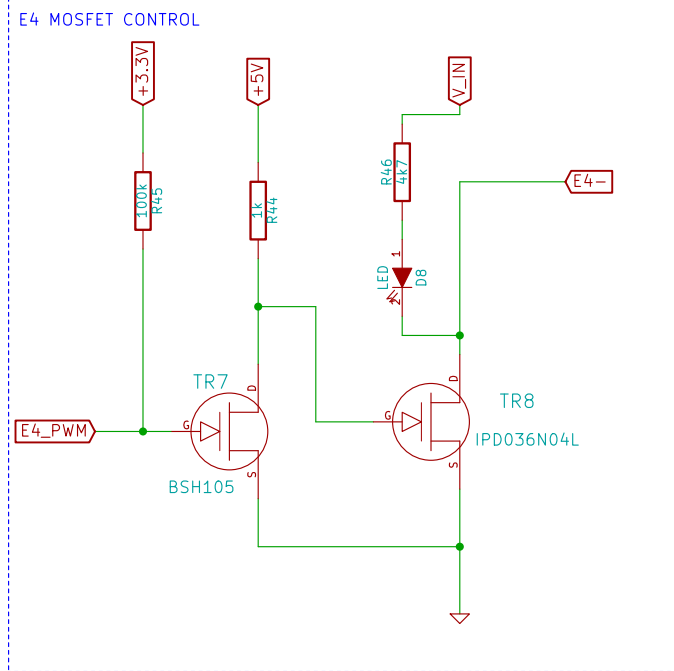 E4 MOSFET CONTROL
+3.3V
+5V
V_IN
R46
4k7
E4-
100k
R45
1k
R44
1
LED
D8
2
TR7
D
D
TR8
G
E4_PWM
G
IPD036N04L
S
S
BSH105